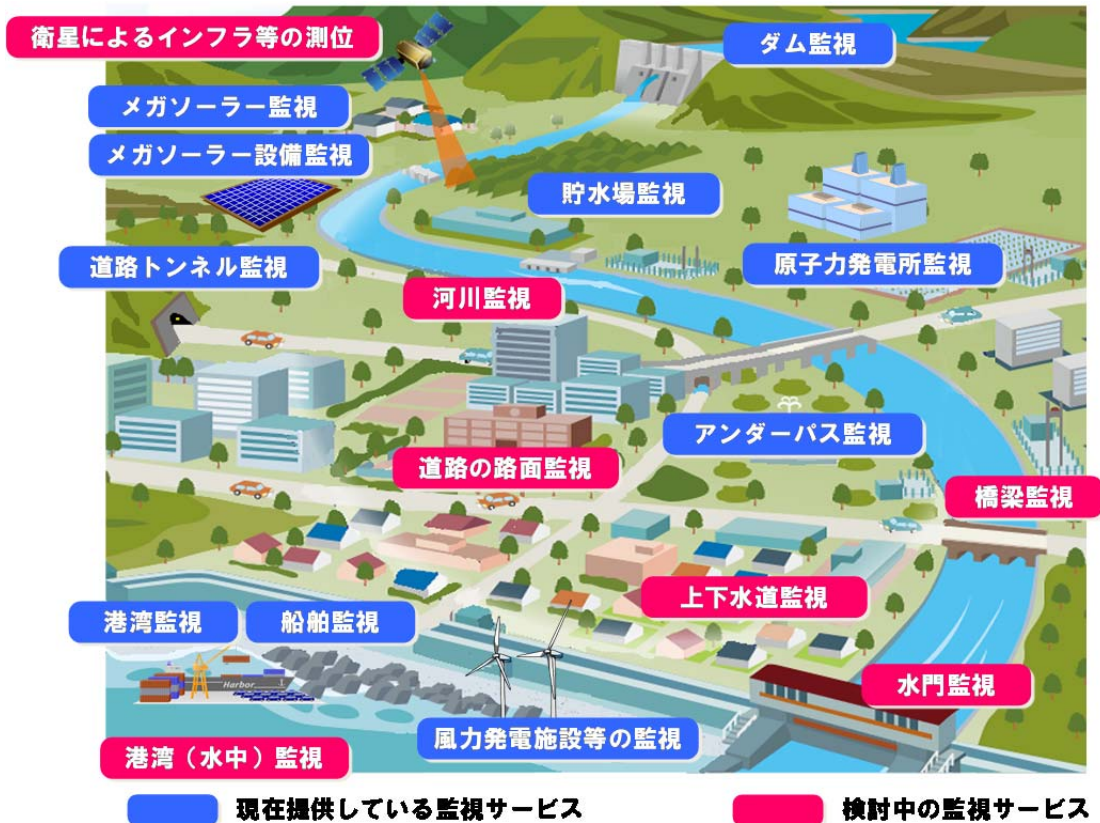 衛星によるインフラ等の測位
ダム監視
メガソーラー監視
メガソーラー設備監視
貯水場監視
道路トンネル監視
原子力発電所監視
河川監視
アンダーパス監視
道路の路面監視
橋梁監視
上下水道監視
港湾監視
船舶監視
水門監視
Harbor
風力発電施設等の監視
港湾（水中）監視
現在提供している監視サービス
検討中の監視サービス